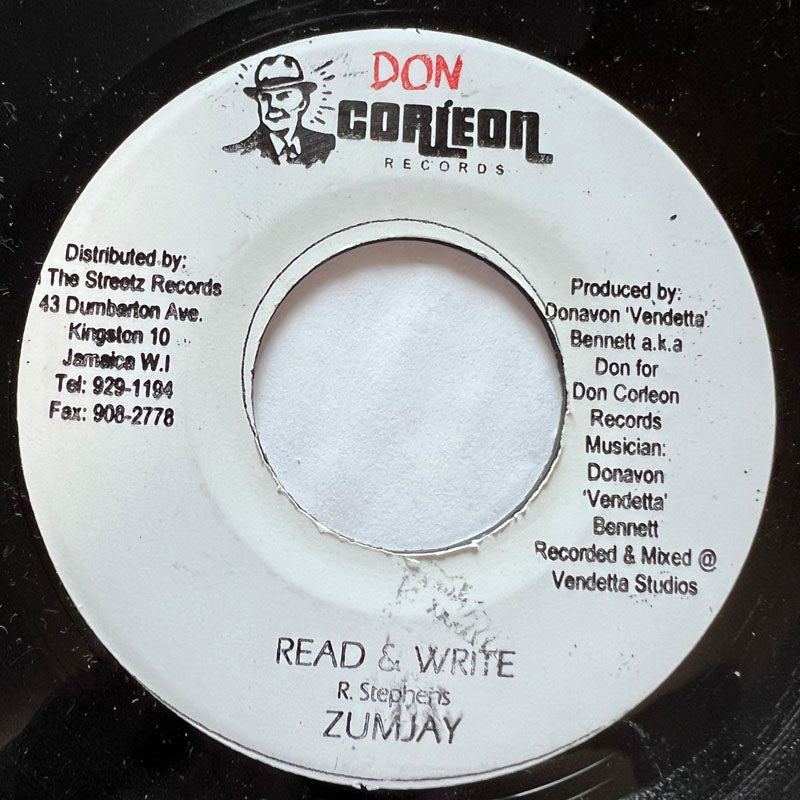 DON
CORLEON
RECORDS
Distributed by:
The Streetz Records
43 Dumbarton Ave.
Kingston 10
Jamaica W.I
Tel: 929-1194
Fax: 908-2778
Produced by:
Donavon 'Vendetta'
Bennett a.k.a
Don for
Don Corleon
Records
Musician:
Donavon
'Vendetta'
Bennett
Recorded & Mixed @
Vendetta Studios
READ & WRITE
R. Stephens
ZUMJAY